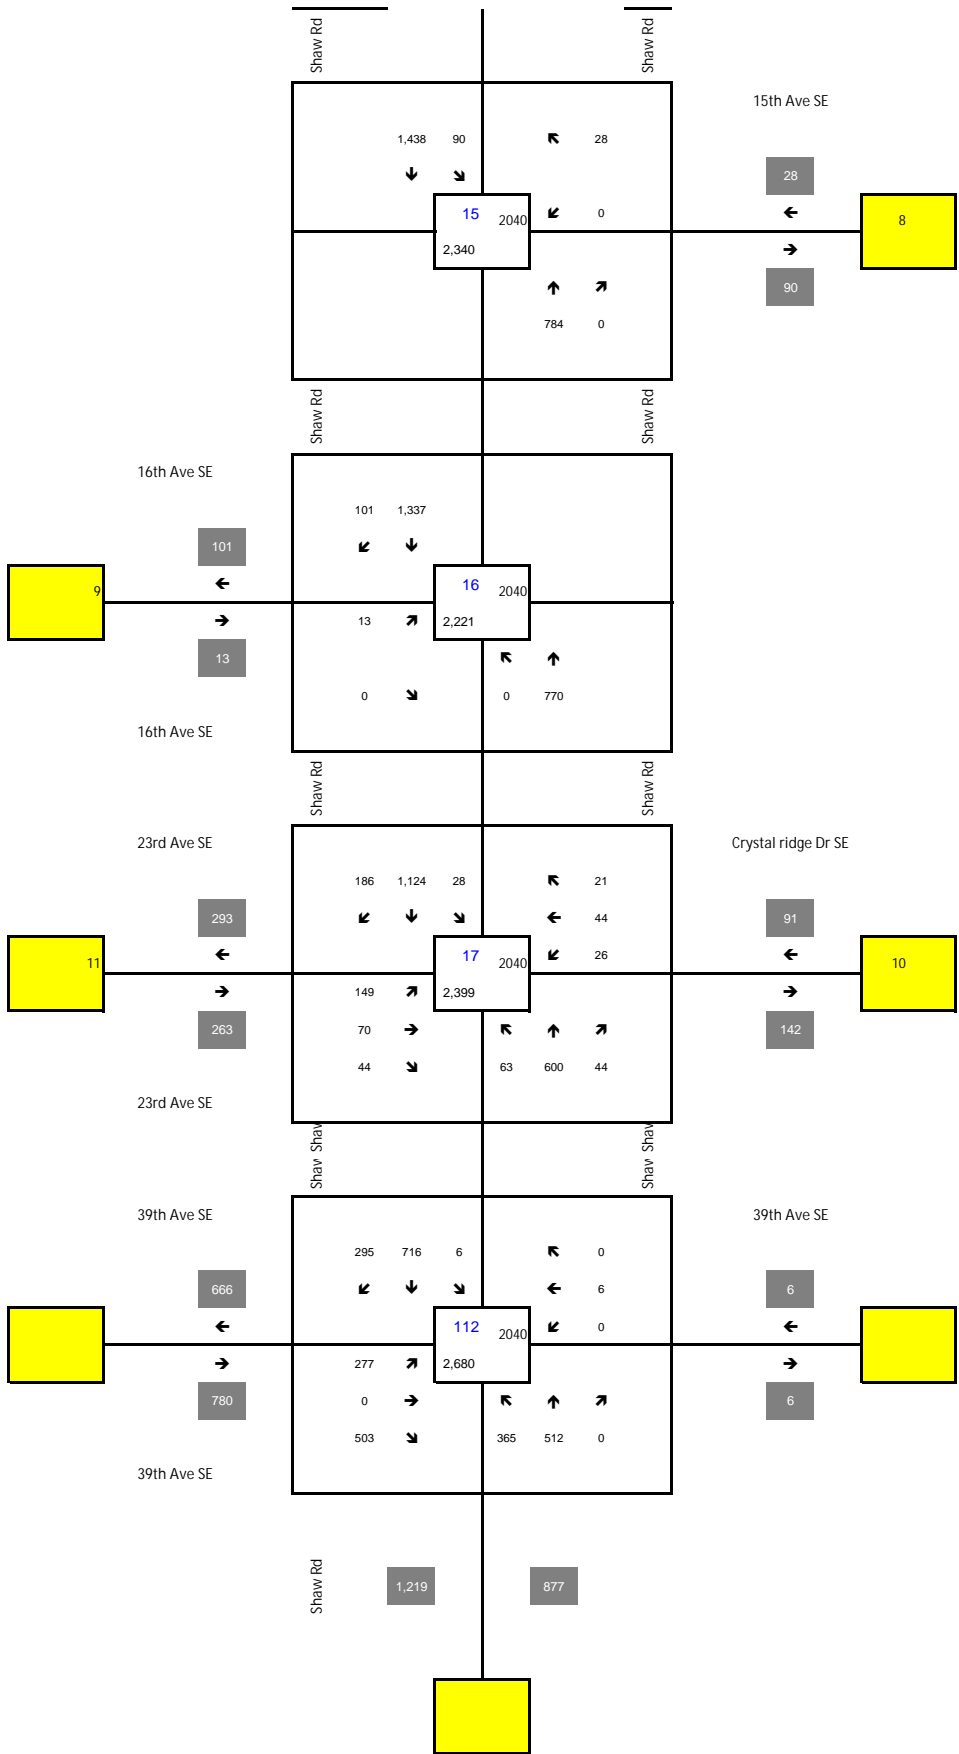 Shaw Rd Shaw Rd
15th Ave SE
1,438 90 28
28
15 2040 0 8
2,340
90
784 0
Shaw Rd Shaw Rd
16th Ave SE
101 1,337
101
9 16 2040
13 2,221
13
0 0 770
16th Ave SE
Shaw Rd Shaw Rd
23rd Ave SE Crystal ridge Dr SE
186 1,124 28 21
293 44 91
11 17 2040 26 10
149 2,399
263 70 142
44 63 600 44
23rd Ave SE
Shaw Shaw Shaw Shaw
39th Ave SE 39th Ave SE
295 716 6 0
666 6 6
112 2040 0
277 2,680
780 0 6
503 365 512 0
39th Ave SE
Shaw Rd 1,219 877